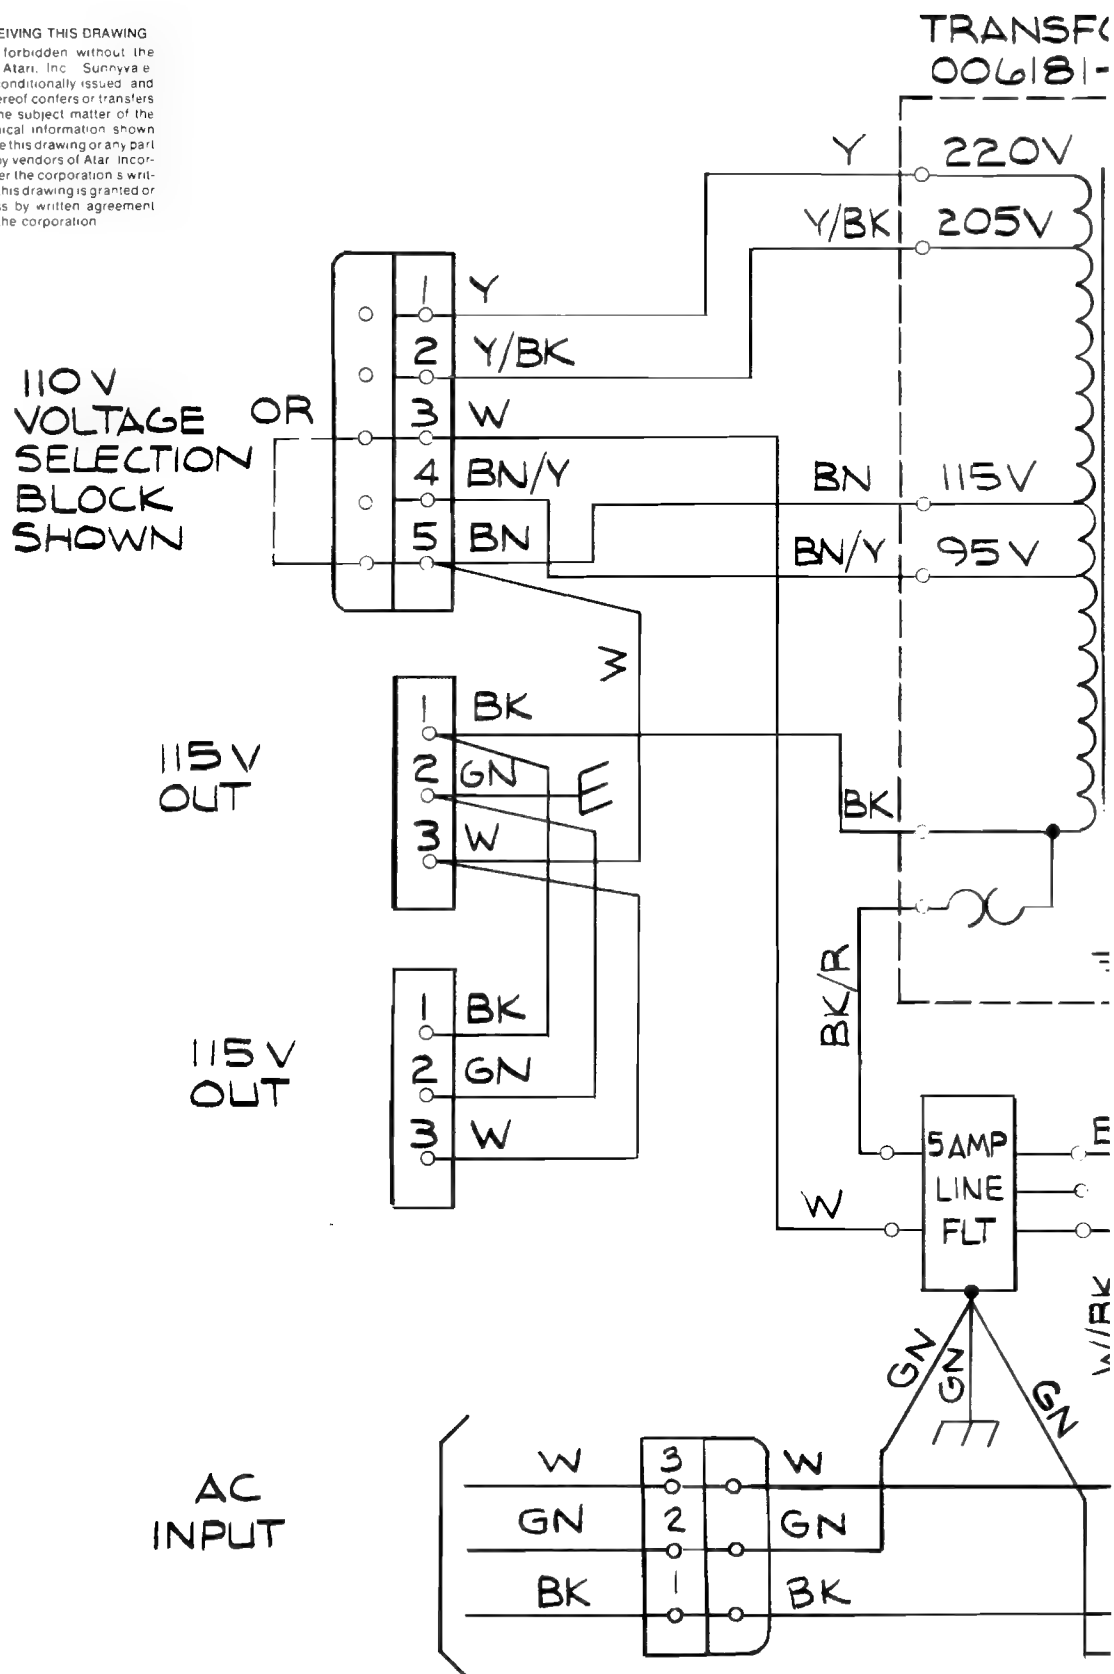 EIVING THIS DRAWING
forbidden without the
Atari, Inc Sunnyvale
onditionally issued and
ereof confers or transfers
he subject matter of the
ical information shown
e this drawing or any part
by vendors of Atar Incor-
er the corporation s writ-
his drawing is granted or
s by written agreement
he corporation
TRANSF
006181-
Y
220V
Y/BK
205V
1
Y
2
Y/BK
110V
VOLTAGE
SELECTION
BLOCK
SHOWN
OR
3
W
4
BN/Y
5
BN
BN
115V
BN/Y
95V
W
115V
OUT
1
BK
2
GN
3
W
BK
BK/R
115V
OUT
1
BK
2
GN
3
W
W
5 AMP
LINE
FLT
W/BK
GN
GN
GN
AC
INPUT
W
3
W
GN
2
GN
BK
1
BK